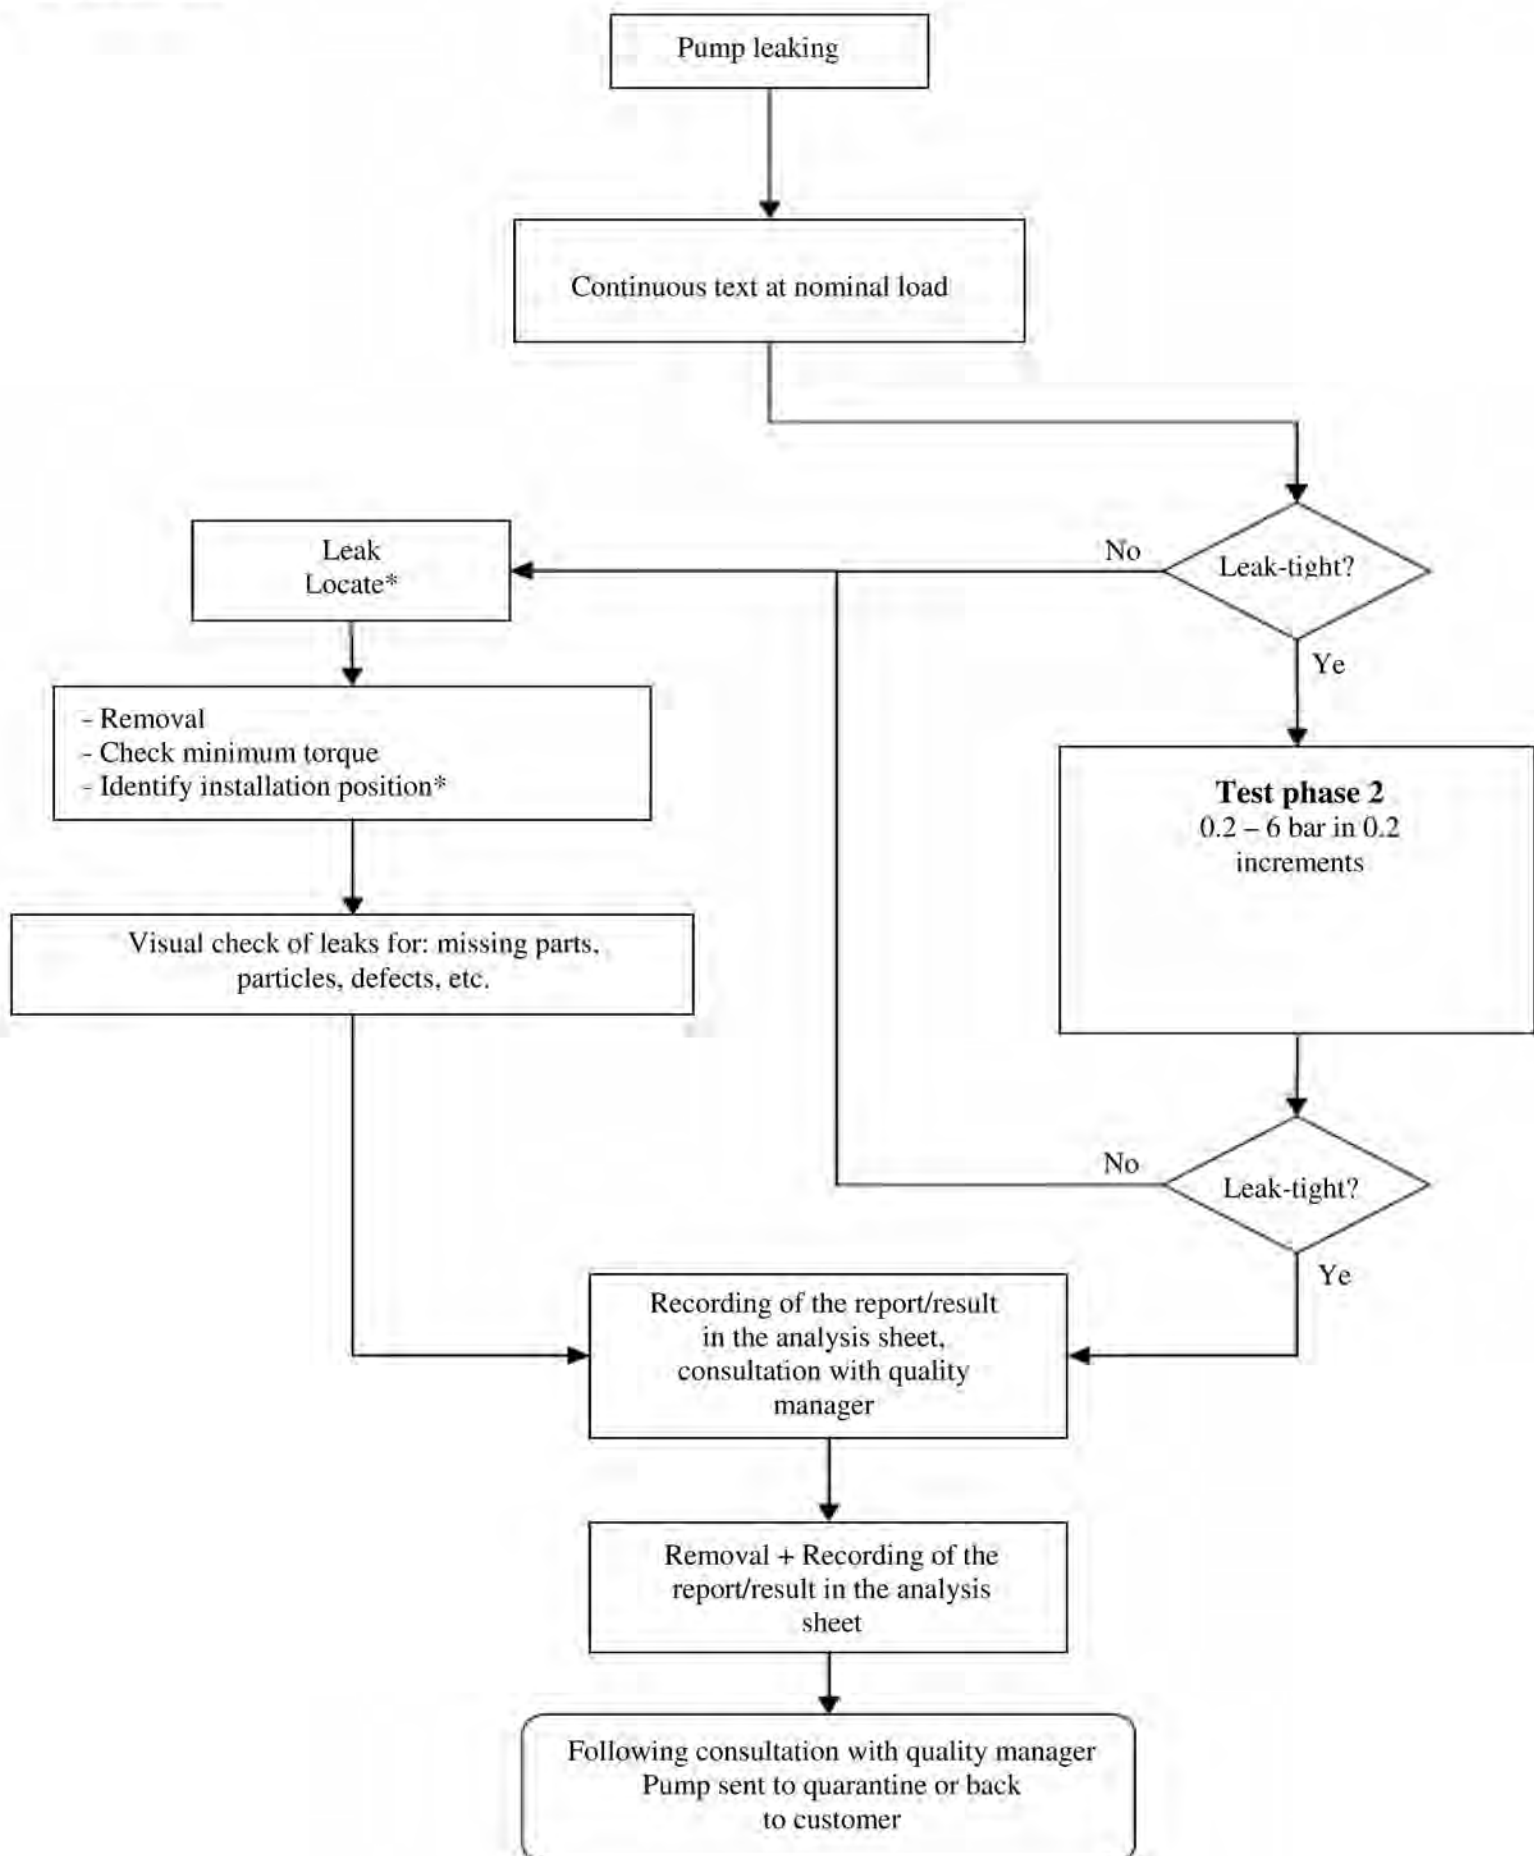 Pump leaking
Continuous text at nominal load
No
Leak-tight?
Leak
Locate*
Ye
- Removal
- Check minimum torque
- Identify installation position*
Test phase 2
0.2 – 6 bar in 0.2
increments
Visual check of leaks for: missing parts,
particles, defects, etc.
No
Leak-tight?
Ye
Recording of the report/result
in the analysis sheet,
consultation with quality
manager
Removal + Recording of the
report/result in the analysis
sheet
Following consultation with quality manager
Pump sent to quarantine or back
to customer